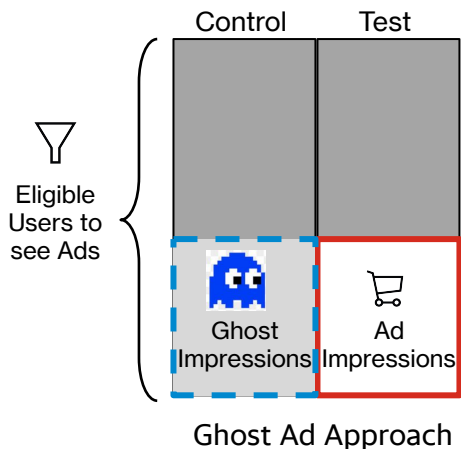 Control Test
Eligible
Users to
see Ads
Ghost
Impressions
Ad
Impressions
Ghost Ad Approach